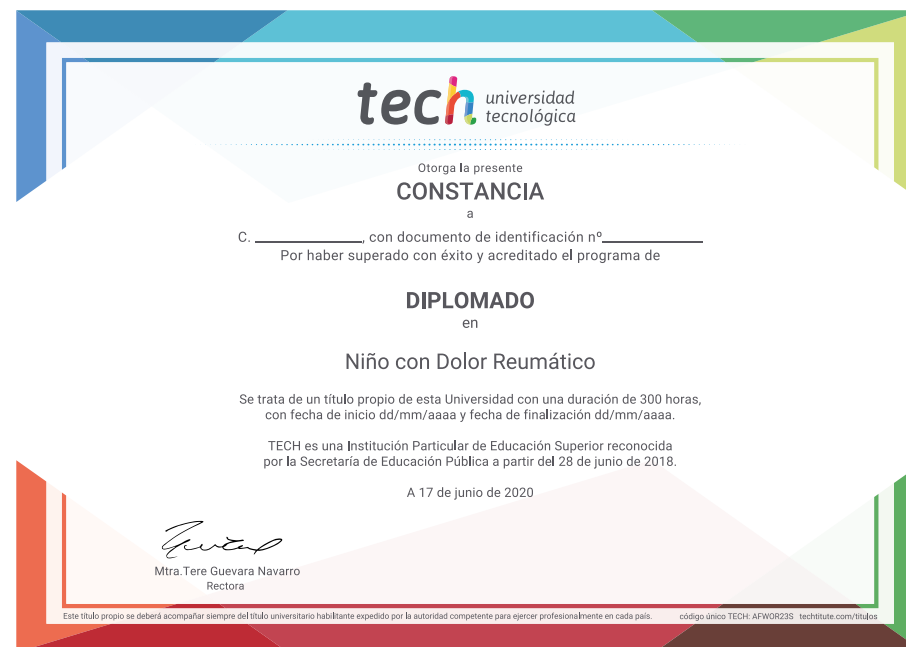 tech universidad
tecnológica
Otorga la presente
CONSTANCIA
a
C. ______________, con documento de identificación nº_____________
Por haber superado con éxito y acreditado el programa de
DIPLOMADO
en
Niño con Dolor Reumático
Se trata de un título propio de esta Universidad con una duración de 300 horas,
con fecha de inicio dd/mm/aaaa y fecha de finalización dd/mm/aaaa.
TECH es una Institución Particular de Educación Superior reconocida
por la Secretaría de Educación Pública a partir del 28 de junio de 2018.
A 17 de junio de 2020
Mtra.Tere Guevara Navarro
Rectora
Este título propio se deberá acompañar siempre del título universitario habilitante expedido por la autoridad competente para ejercer profesionalmente en cada país. código único TECH: AFWOR23S techtitute.com/titulos